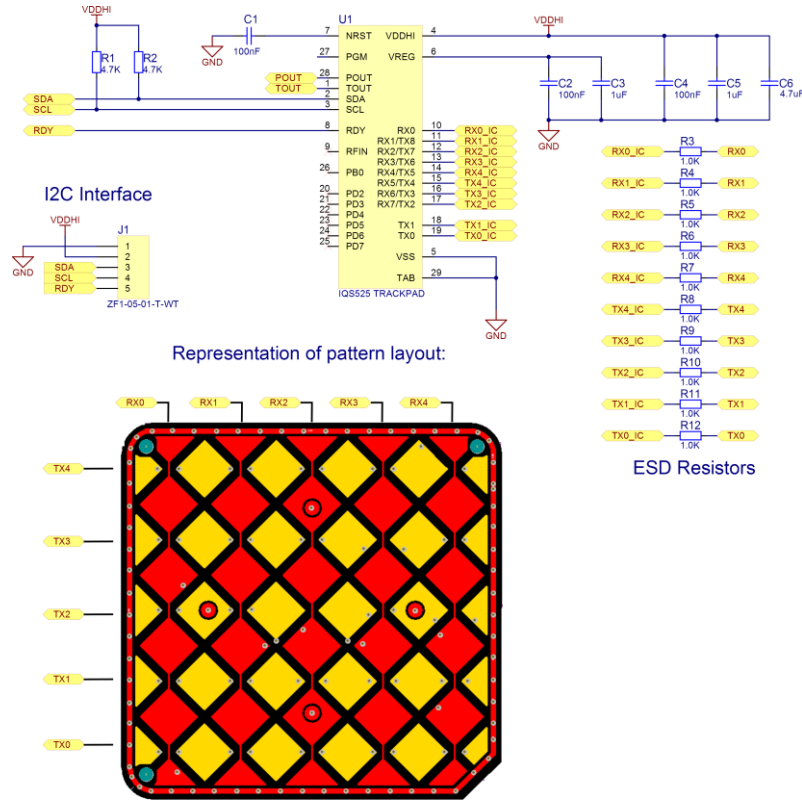 VDDHI
C1
100nF
GND
R1
4.7K
R2
4.7K
SDA
SCL
RDY
POUT
TOUT
U1
7 NRST VDDHI 4
27 PGM VREG 6
28 POUT
1 TOUT
2 SDA
3 SCL
8 RDY RX0 10 RX0_IC
RX1/TX8 11 RX1_IC
9 RFIN RX2/TX7 12 RX2_IC
RX3/TX6 13 RX3_IC
26 PB0 RX4/TX5 14 RX4_IC
RX5/TX4 15 TX4_IC
20 PD2 RX6/TX3 16 TX3_IC
21 PD3 RX7/TX2 17 TX2_IC
22 PD4
23 PD5 TX1 18 TX1_IC
24 PD6 TX0 19 TX0_IC
25 PD7
VSS 5
TAB 29
IQS525 TRACKPAD
GND
VDDHI
C2
100nF
C3
1uF
C4
100nF
C5
1uF
C6
4.7uF
GND
I2C Interface
VDDHI
GND
J1
1
2
SDA 3
SCL 4
RDY 5
ZF1-05-01-T-WT
R3
RX0_IC RX0
1.0K
R4
RX1_IC RX1
1.0K
R5
RX2_IC RX2
1.0K
R6
RX3_IC RX3
1.0K
R7
RX4_IC RX4
1.0K
R8
TX4_IC TX4
1.0K
R9
TX3_IC TX3
1.0K
R10
TX2_IC TX2
1.0K
R11
TX1_IC TX1
1.0K
R12
TX0_IC TX0
1.0K
ESD Resistors
Representation of pattern layout:
RX0 RX1 RX2 RX3 RX4
TX4
TX3
TX2
TX1
TX0